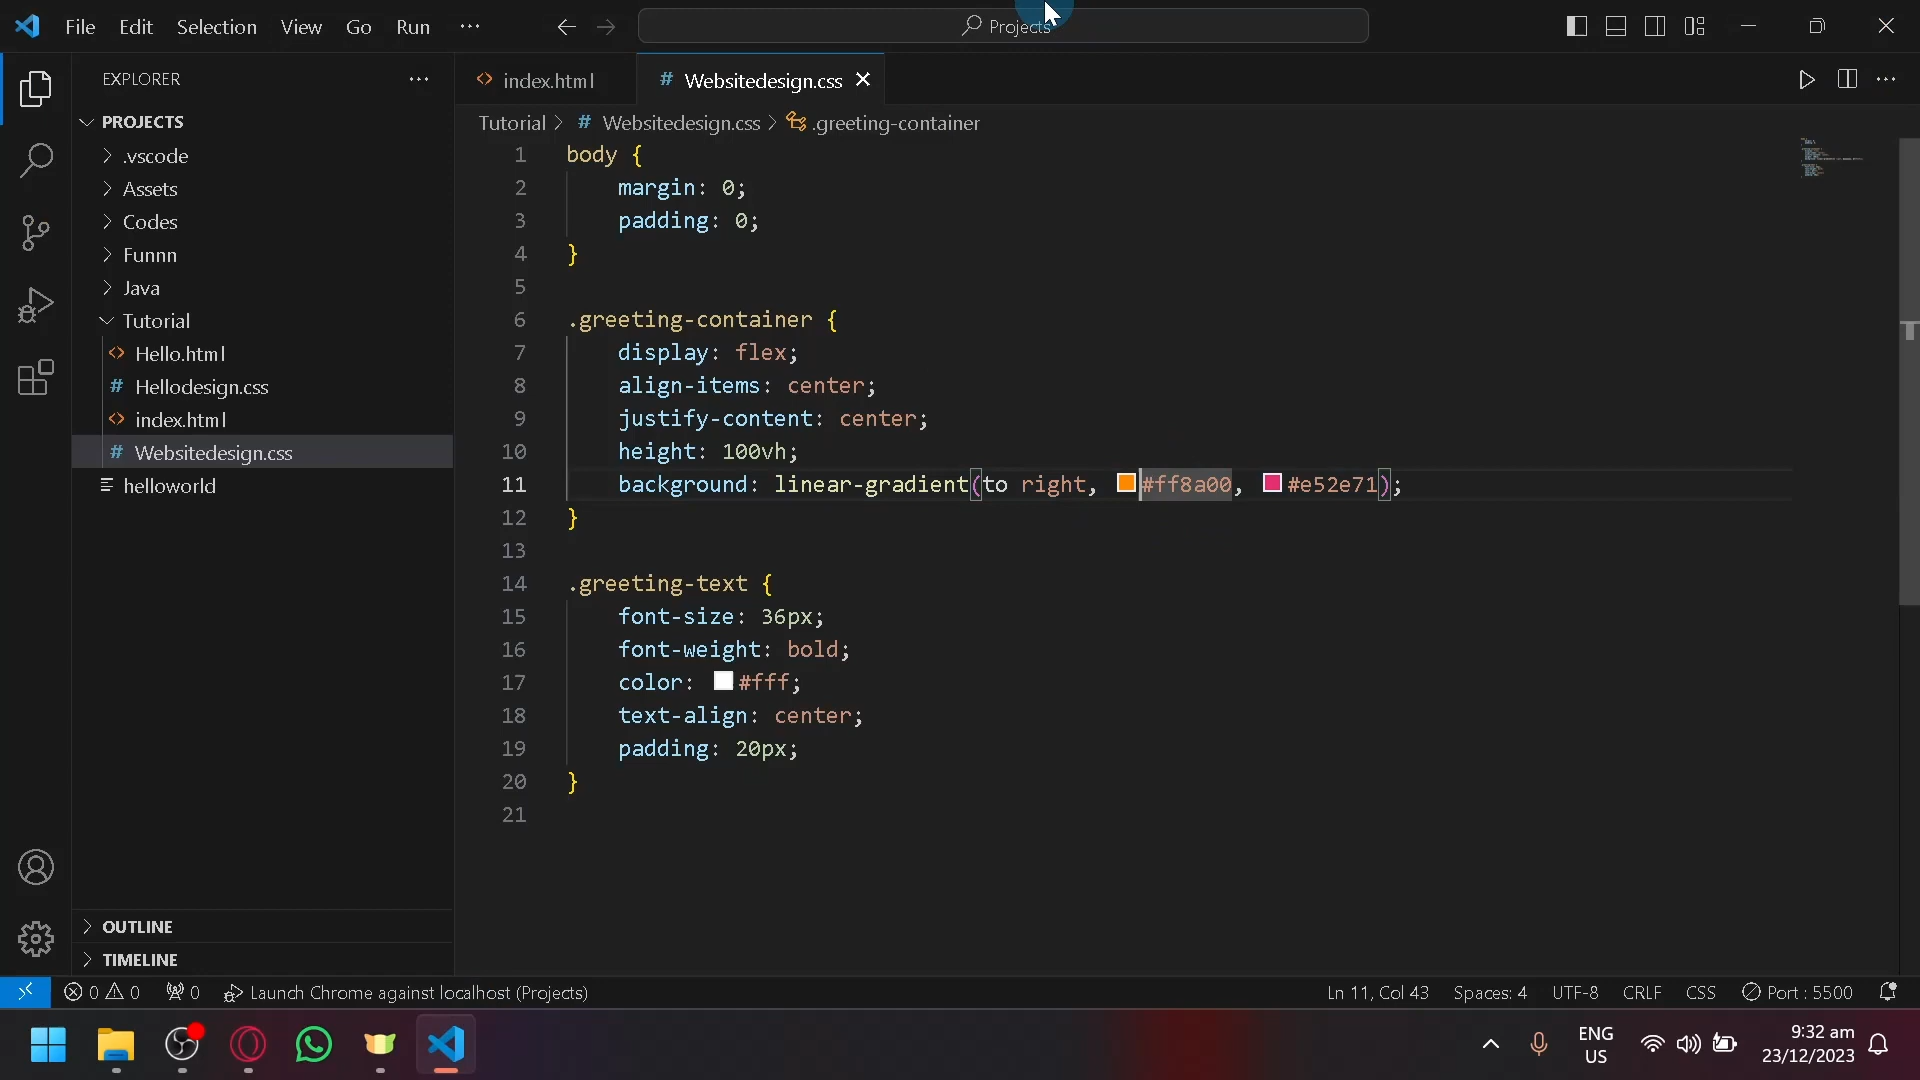 File Edit Selection View Go Run ···
Projects
EXPLORER ···
PROJECTS
.vscode
Assets
Codes
Funnn
Java
Tutorial
<> Hello.html
# Hellodesign.css
<> index.html
# Websitedesign.css
helloworld
OUTLINE
TIMELINE
<> index.html
# Websitedesign.css
Tutorial > # Websitedesign.css > .greeting-container
1 body {
2 margin: 0;
3 padding: 0;
4 }
5
6 .greeting-container {
7 display: flex;
8 align-items: center;
9 justify-content: center;
10 height: 100vh;
11 background: linear-gradient(to right, #ff8a00, #e52e71);
12 }
13
14 .greeting-text {
15 font-size: 36px;
16 font-weight: bold;
17 color: #fff;
18 text-align: center;
19 padding: 20px;
20 }
21
0 0 0 Launch Chrome against localhost (Projects) Ln 11, Col 43 Spaces: 4 UTF-8 CRLF CSS Port : 5500
ENG
US
9:32 am
23/12/2023